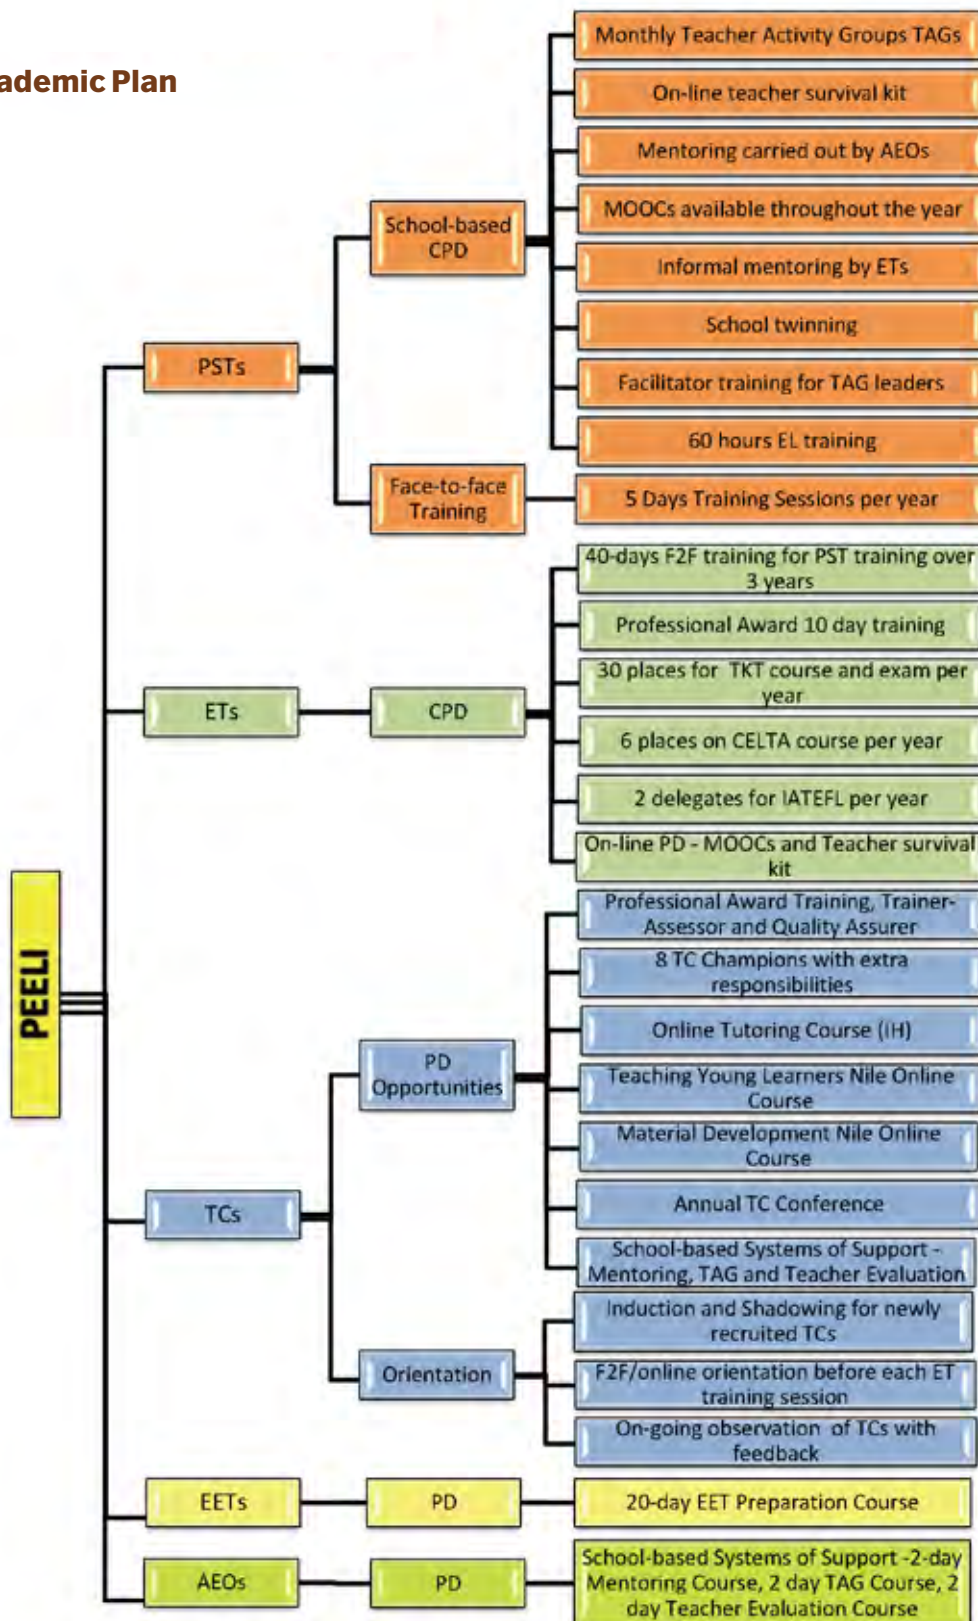 ademic Plan
Monthly Teacher Activity Groups TAGs
On-line teacher survival kit
Mentoring carried out by AEOs
MOOCs available throughout the year
School-based
CPD
Informal mentoring by ETs
School twinning
PSTs
Facilitator training for TAG leaders
60 hours EL training
Face-to-face
Training
5 Days Training Sessions per year
40-days F2F training for PST training over
3 years
Professional Award 10 day training
30 places for TKT course and exam per
year
ETs
CPD
6 places on CELTA course per year
2 delegates for IATEFL per year
On-line PD - MOOCs and Teacher survival
kit
PEELI
Professional Award Training, Trainer-
Assessor and Quality Assurer
8 TC Champions with extra
responsibilities
Online Tutoring Course (IH)
PD
Opportunities
Teaching Young Learners Nile Online
Course
Material Development Nile Online
Course
TCs
Annual TC Conference
School-based Systems of Support -
Mentoring, TAG and Teacher Evaluation
Induction and Shadowing for newly
recruited TCs
Orientation
F2F/online orientation before each ET
training session
On-going observation of TCs with
feedback
EETs
PD
20-day EET Preparation Course
AEOs
PD
School-based Systems of Support -2-day
Mentoring Course, 2 day TAG Course, 2
day Teacher Evaluation Course